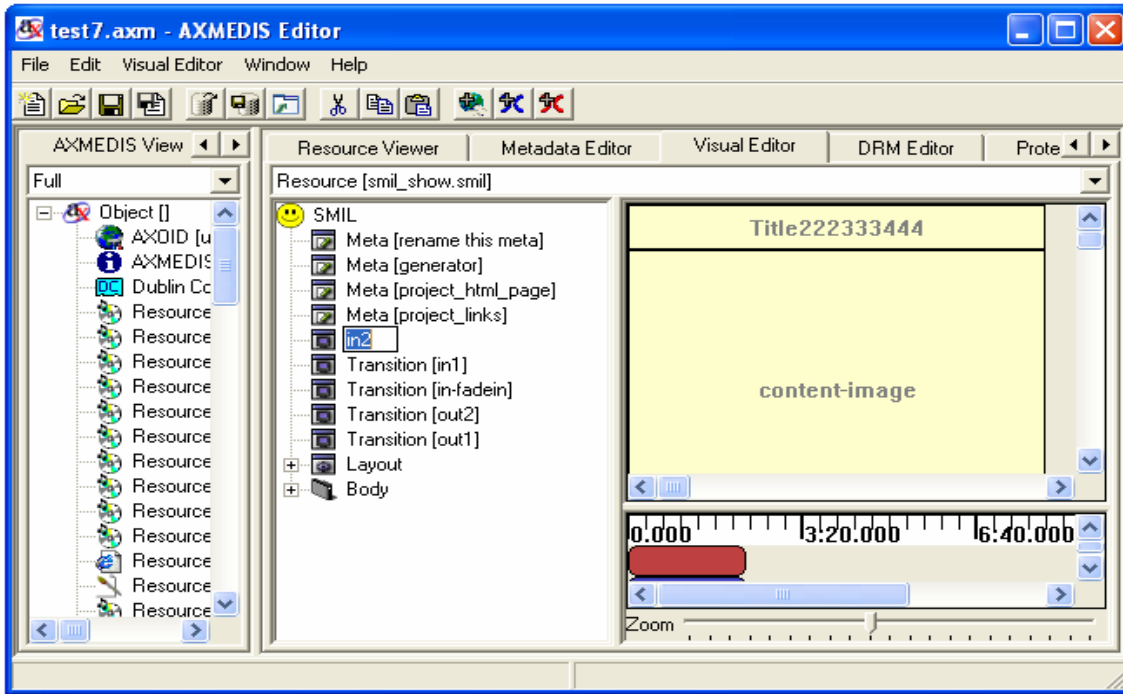 test7.axm - AXMEDIS Editor
File Edit Visual Editor Window Help
AXMEDIS View
Full
Object []
AXOID [u
AXMEDIS
Dublin Cc
Resource
Resource
Resource
Resource
Resource
Resource
Resource
Resource
Resource
Resource
Resource
Resource
Resource
Resource Viewer
Metadata Editor
Visual Editor
DRM Editor
Prote
Resource [smil_show.smil]
SMIL
Meta [rename this meta]
Meta [generator]
Meta [project_html_page]
Meta [project_links]
in2
Transition [in1]
Transition [in-fadein]
Transition [out2]
Transition [out1]
Layout
Body
Title222333444
content-image
0.000 3:20.000 6:40.000
Zoom